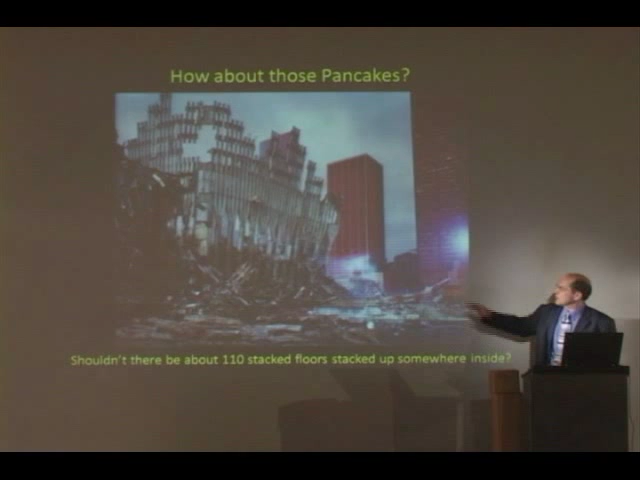 How about those Pancakes?
Shouldn't there be about 110 stacked floors stacked up somewhere inside?